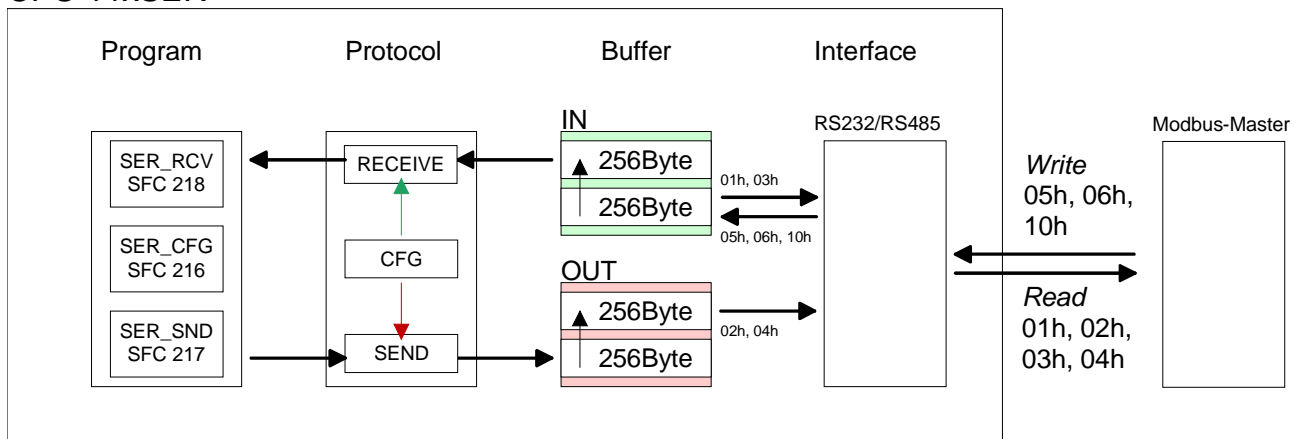 Program
Protocol
Buffer
Interface
IN
RS232/RS485
Modbus-Master
SER_RCV
SFC 218
RECEIVE
256Byte
01h, 03h
Write
05h, 06h,
10h
256Byte
05h, 06h, 10h
SER_CFG
SFC 216
CFG
OUT
256Byte
02h, 04h
Read
01h, 02h,
03h, 04h
SER_SND
SFC 217
SEND
256Byte